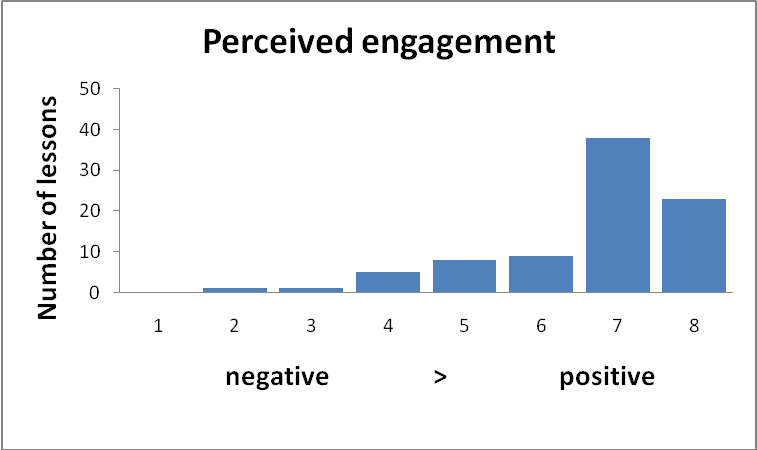 Perceived engagement
Number of lessons
50
40
30
20
10
0
1 2 3 4 5 6 7 8
negative > positive